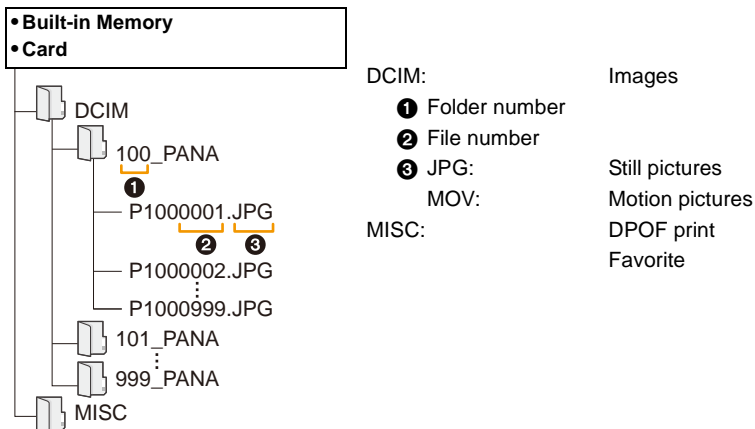 •Built-in Memory
•Card
DCIM
100_PANA
❶
P1000001.JPG
❷ ❸
P1000002.JPG
P1000999.JPG
101_PANA
999_PANA
MISC
DCIM: Images
❶ Folder number
❷ File number
❸ JPG: Still pictures
MOV: Motion pictures
MISC: DPOF print
Favorite